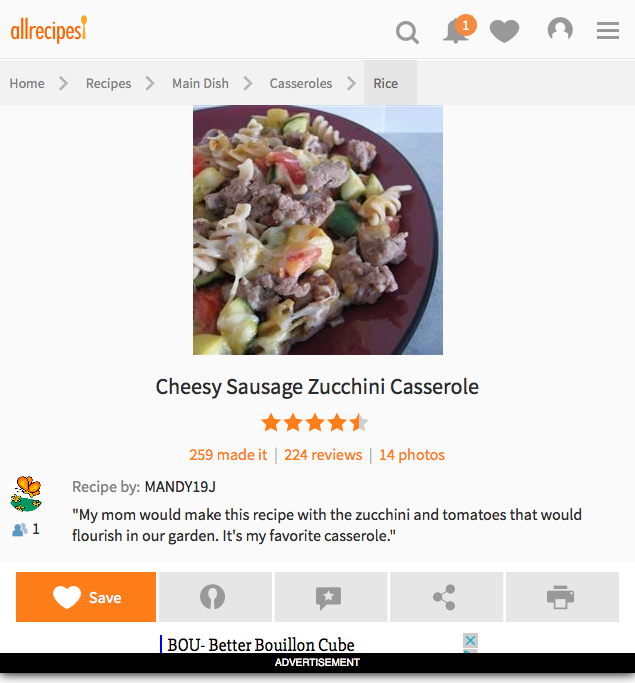 allrecipes
1
Home Recipes Main Dish Casseroles Rice
Cheesy Sausage Zucchini Casserole
259 made it | 224 reviews | 14 photos
Recipe by: MANDY19J
1
"My mom would make this recipe with the zucchini and tomatoes that would
flourish in our garden. It's my favorite casserole."
Save
BOU- Better Bouillon Cube
ADVERTISEMENT